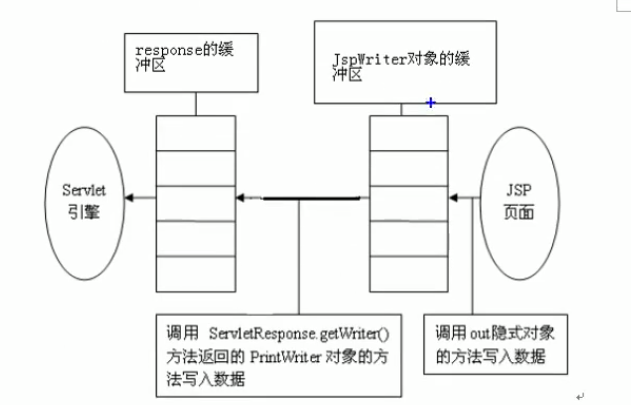 response的缓
冲区
JspWriter对象的缓
冲区
Servlet
引擎
JSP
页面
调用 ServletResponse.getWriter()
方法返回的 PrintWriter 对象的方
法写入数据
调用out隐式对象
的方法写入数据